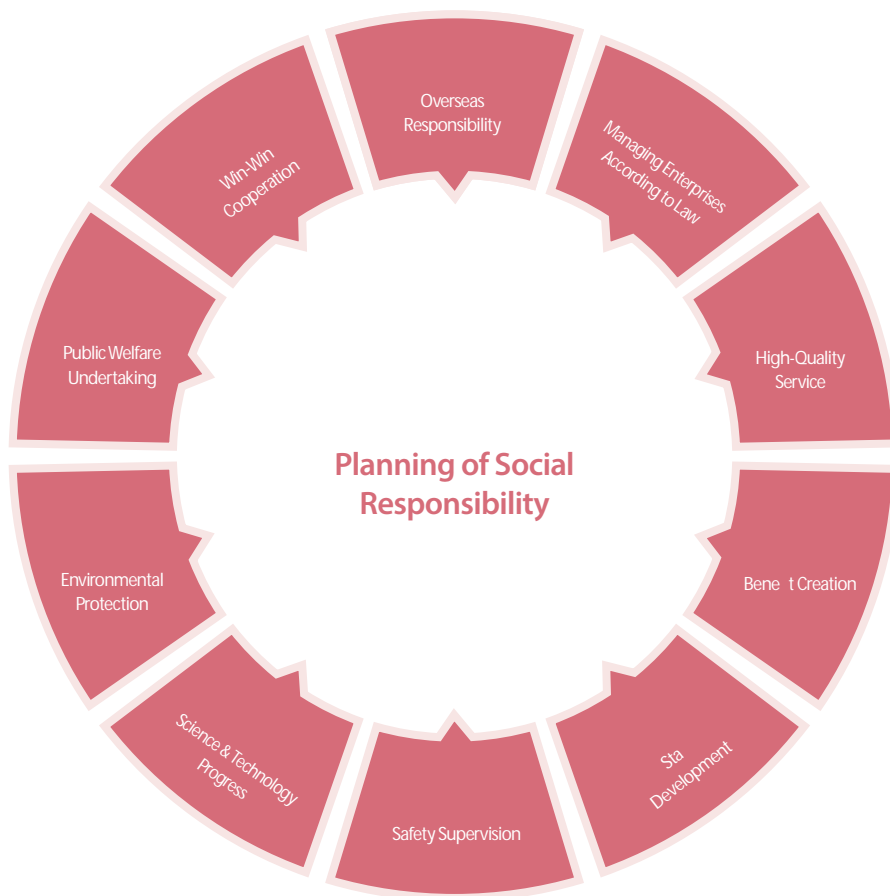 Overseas
Responsibility
Managing Enterprises
According to Law
High-Quality
Service
Bene t Creation
Sta
Development
Safety Supervision
Science & Technology
Progress
Environmental
Protection
Public Welfare
Undertaking
Win-Win
Cooperation
Planning of Social
Responsibility